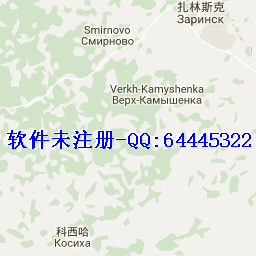 扎林斯克
Заринск
Smirnovo
Смирново
Verkh-Kamyshenka
Верх-Камышенка
软件未注册-QQ:64445322
科西哈
Косиха